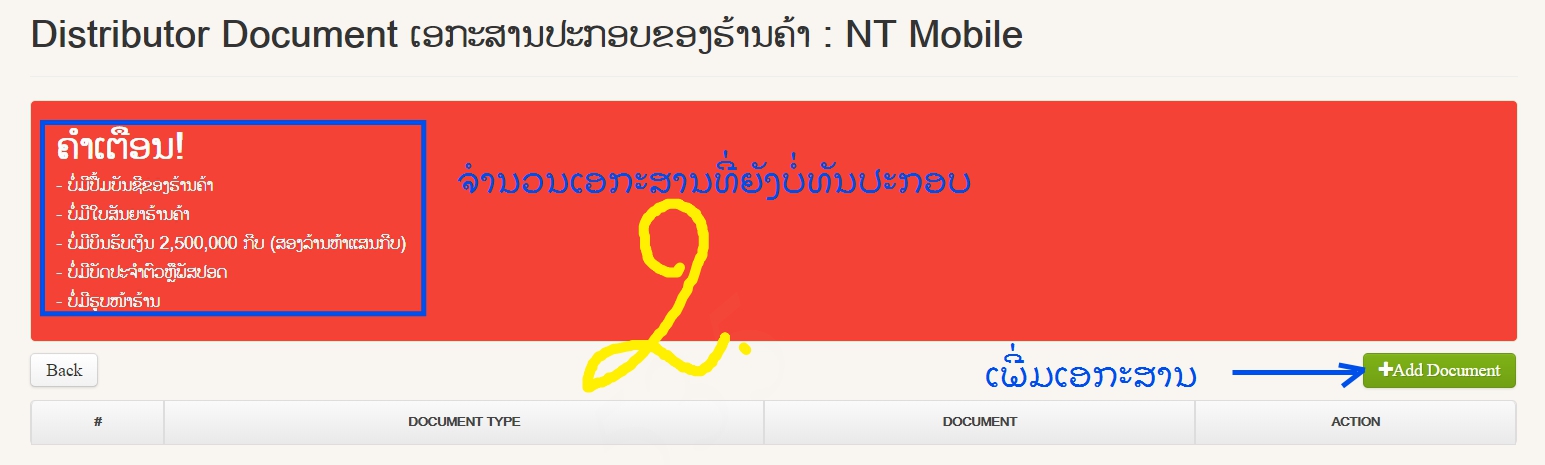 Distributor Document ເອກະສານປະກອບຂອງຮ້ານຄ້າ : NT Mobile
ຄຳເຕືອນ!
- ບໍ່ມີປຶ້ມບັນຊີຂອງຮ້ານຄ້າ
- ບໍ່ມີໃບສັນຍາຮ້ານຄ້າ
- ບໍ່ມີບິນຮັບເງິນ 2,500,000 ກີບ (ສອງລ້ານຫ້າແສນກີບ)
- ບໍ່ມີບັດປະຈຳຕົວຫຼືພັສປອດ
- ບໍ່ມີຮູບໜ້າຮ້ານ
ຈຳນວນເອກະສານທີ່ຍັງບໍ່ທັນປະກອບ
2.
Back
ເພີ່ມເອກະສານ
Add Document
# DOCUMENT TYPE DOCUMENT ACTION